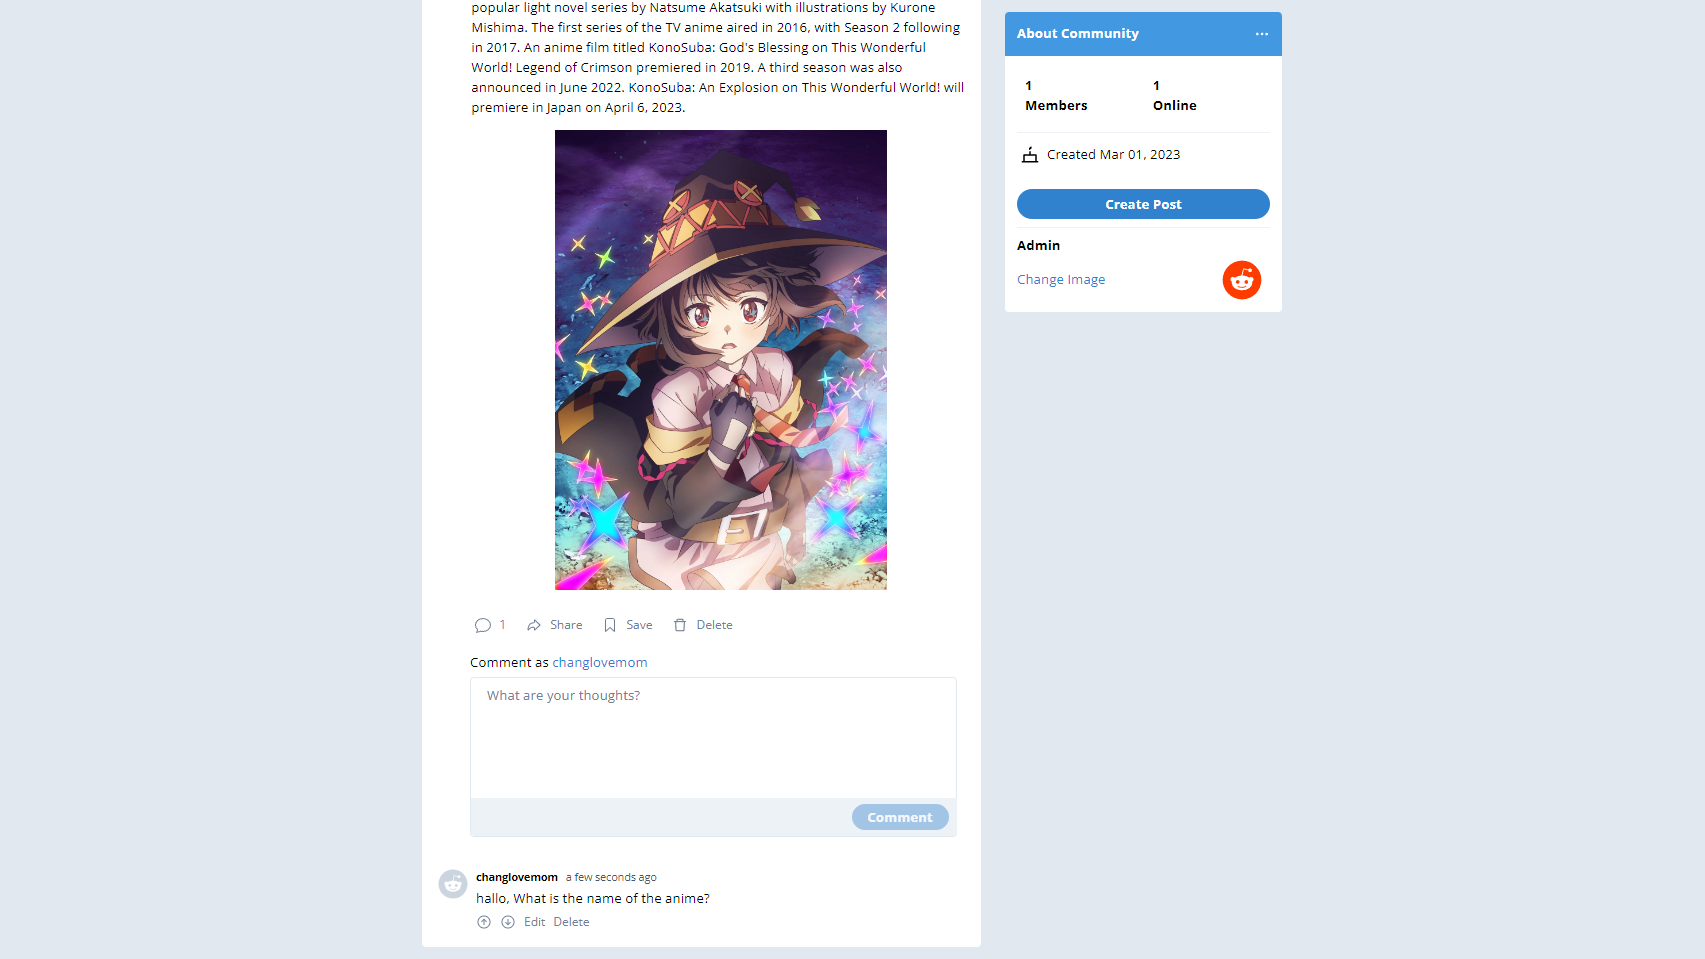 popular light novel series by Natsume Akatsuki with illustrations by Kurone
Mishima. The first series of the TV anime aired in 2016, with Season 2 following
in 2017. An anime film titled KonoSuba: God's Blessing on This Wonderful
World! Legend of Crimson premiered in 2019. A third season was also
announced in June 2022. KonoSuba: An Explosion on This Wonderful World! will
premiere in Japan on April 6, 2023.
1
Share
Save
Delete
Comment as changlovemom
What are your thoughts?
Comment
changlovemom a few seconds ago
hallo, What is the name of the anime?
Edit Delete
About Community
1
Members
1
Online
Created Mar 01, 2023
Create Post
Admin
Change Image